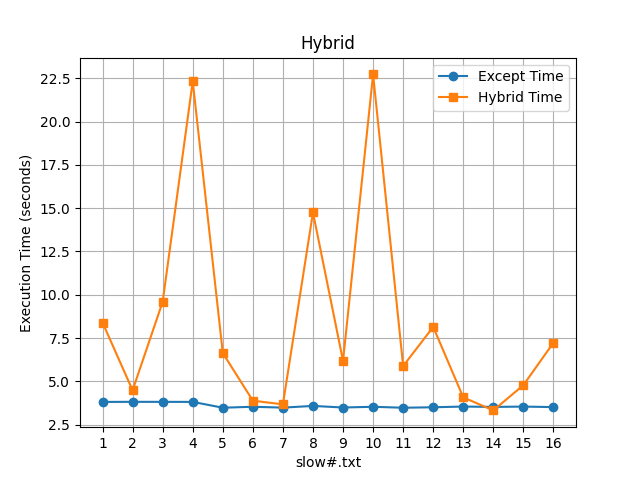 Hybrid
Except Time
Hybrid Time
Execution Time (seconds)
22.5
20.0
17.5
15.0
12.5
10.0
7.5
5.0
2.5
1 2 3 4 5 6 7 8 9 10 11 12 13 14 15 16
slow#.txt